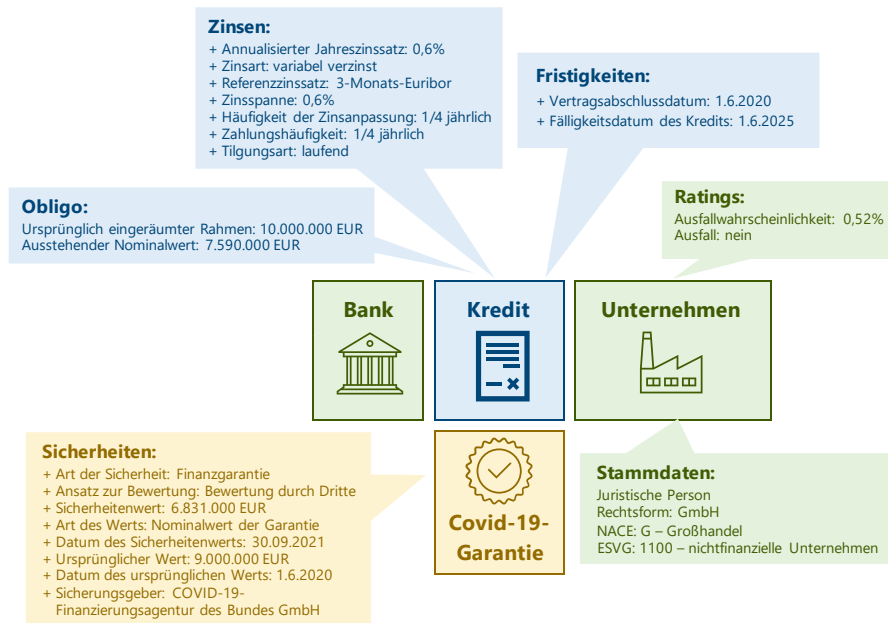 Zinsen:
+ Annualisierter Jahreszinssatz: 0,6%
+ Zinsart: variabel verzinst
+ Referenzzinssatz: 3-Monats-Euribor
+ Zinsspanne: 0,6%
+ Häufigkeit der Zinsanpassung: 1/4 jährlich
+ Zahlungshäufigkeit: 1/4 jährlich
+ Tilgungsart: laufend
Fristigkeiten:
+ Vertragsabschlussdatum: 1.6.2020
+ Fälligkeitsdatum des Kredits: 1.6.2025
Obligo:
Ursprünglich eingeräumter Rahmen: 10.000.000 EUR
Ausstehender Nominalwert: 7.590.000 EUR
Ratings:
Ausfallwahrscheinlichkeit: 0,52%
Ausfall: nein
Bank
Kredit
Unternehmen
Sicherheiten:
+ Art der Sicherheit: Finanzgarantie
+ Ansatz zur Bewertung: Bewertung durch Dritte
+ Sicherheitenwert: 6.831.000 EUR
+ Art des Werts: Nominalwert der Garantie
+ Datum des Sicherheitenwerts: 30.09.2021
+ Ursprünglicher Wert: 9.000.000 EUR
+ Datum des ursprünglichen Werts: 1.6.2020
+ Sicherungsgeber: COVID-19-
Finanzierungsagentur des Bundes GmbH
Covid-19-
Garantie
Stammdaten:
Juristische Person
Rechtsform: GmbH
NACE: G – Großhandel
ESVG: 1100 – nichtfinanzielle Unternehmen